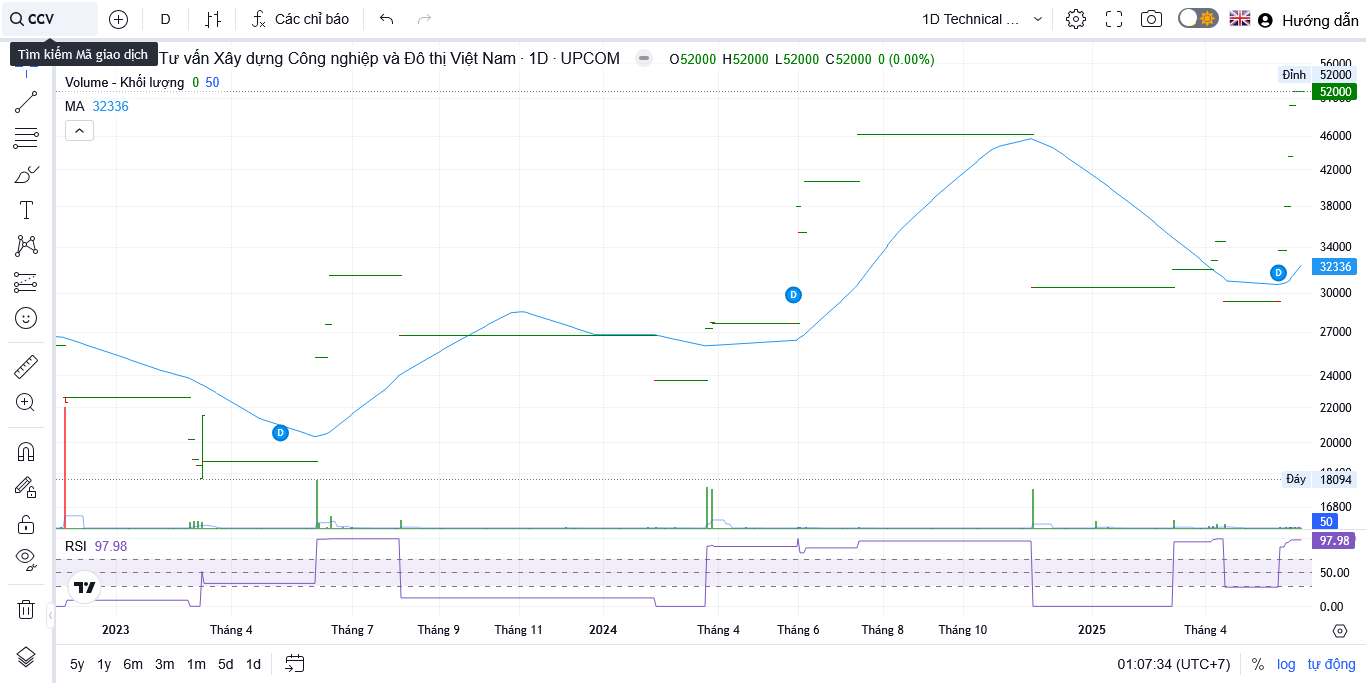 CCV
D
Các chỉ báo
1D Technical ...
Hướng dẫn
Tìm kiếm Mã giao dịch
Tư vấn Xây dựng Công nghiệp và Đô thị Việt Nam · 1D · UPCOM
O52000 H52000 L52000 C52000 0 (0.00%)
Volume - Khối lượng 0 50
MA 32336
56000
Đỉnh 52000
52000
46000
42000
38000
34000
32336
30000
27000
24000
22000
20000
Đáy 18094
16800
50
D
D
D
RSI 97.98
97.98
50.00
0.00
2023 Tháng 4 Tháng 7 Tháng 9 Tháng 11 2024 Tháng 4 Tháng 6 Tháng 8 Tháng 10 2025 Tháng 4
5y 1y 6m 3m 1m 5d 1d
01:07:34 (UTC+7) % log tự động